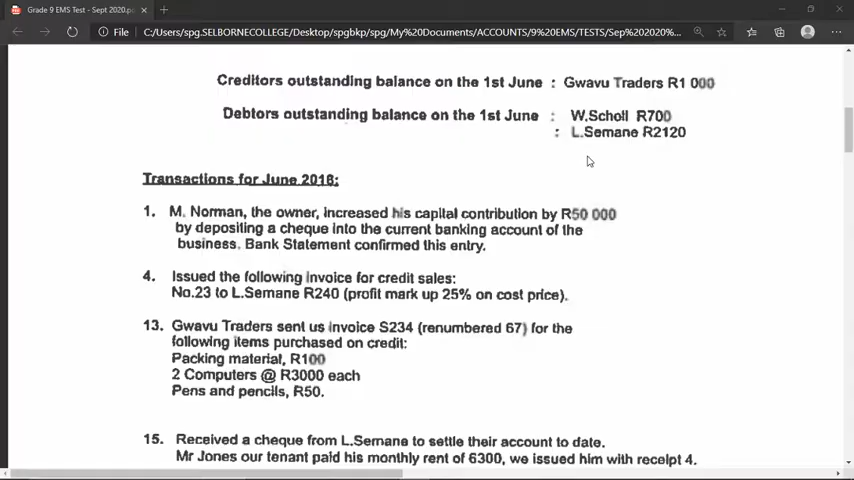 Grade 9 EMS Test - Sept 2020.p
File
C:/Users/spg.SELBORNECOLLEGE/Desktop/spgbkp/spg/My%20Documents/ACCOUNTS/9%20EMS/TESTS/Sep%202020%...
Creditors outstanding balance on the 1st June : Gwavu Traders R1 000
Debtors outstanding balance on the 1st June : W.Scholl R700
: L.Semane R2120
Transactions for June 2016:
1. M. Norman, the owner, increased his capital contribution by R50 000
by depositing a cheque into the current banking account of the
business. Bank Statement confirmed this entry.
4. Issued the following Invoice for credit sales:
No.23 to L.Semane R240 (profit mark up 25% on cost price).
13. Gwavu Traders sent us invoice S234 (renumbered 67) for the
following items purchased on credit:
Packing material, R100
2 Computers @ R3000 each
Pens and pencils, R50.
15. Received a cheque from L.Semane to settle their account to date.
Mr Jones our tenant paid his monthly rent of 6300, we issued him with receipt 4.